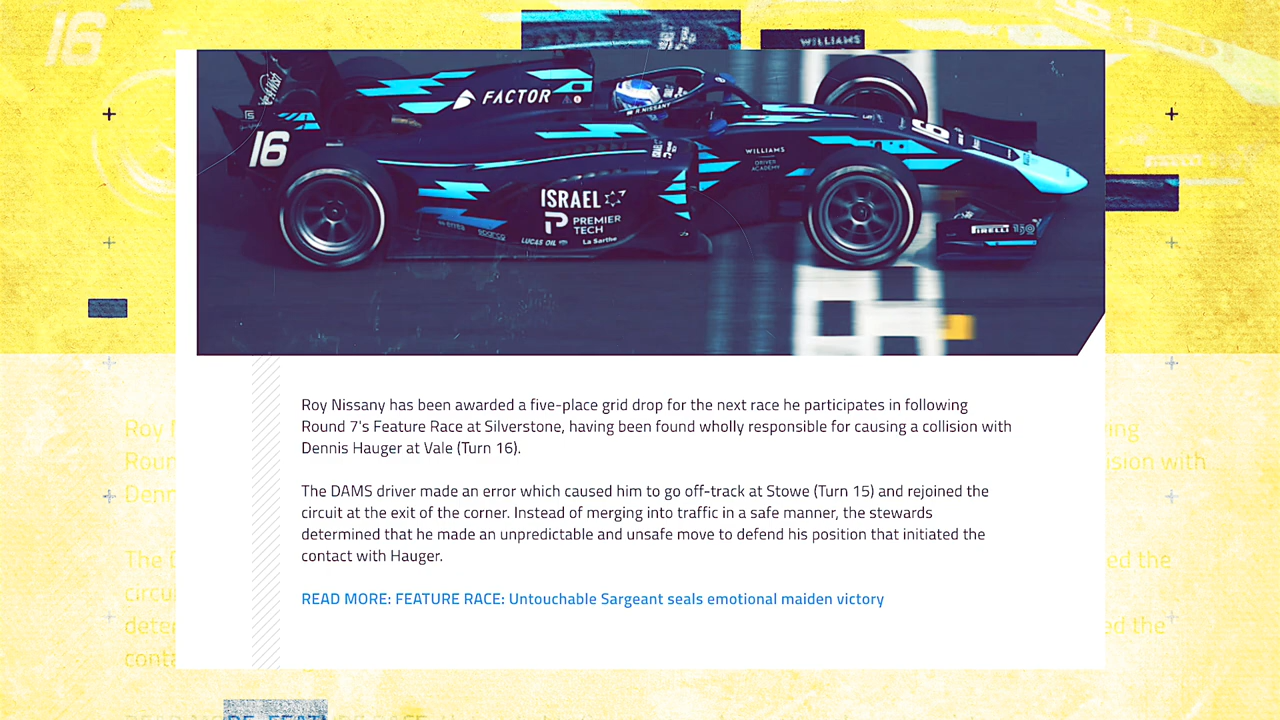 16
WILLIAMS
FACTOR
R.NISSANY
16
WILLIAMS
DRIVER
ACADEMY
ISRAEL
PREMIER
TECH
LUCAS OIL
La Sarthe
sparco
PIRELLI
Roy Nissany has been awarded a five-place grid drop for the next race he participates in following
Round 7's Feature Race at Silverstone, having been found wholly responsible for causing a collision with
Dennis Hauger at Vale (Turn 16).
The DAMS driver made an error which caused him to go off-track at Stowe (Turn 15) and rejoined the
circuit at the exit of the corner. Instead of merging into traffic in a safe manner, the stewards
determined that he made an unpredictable and unsafe move to defend his position that initiated the
contact with Hauger.
READ MORE: FEATURE RACE: Untouchable Sargeant seals emotional maiden victory